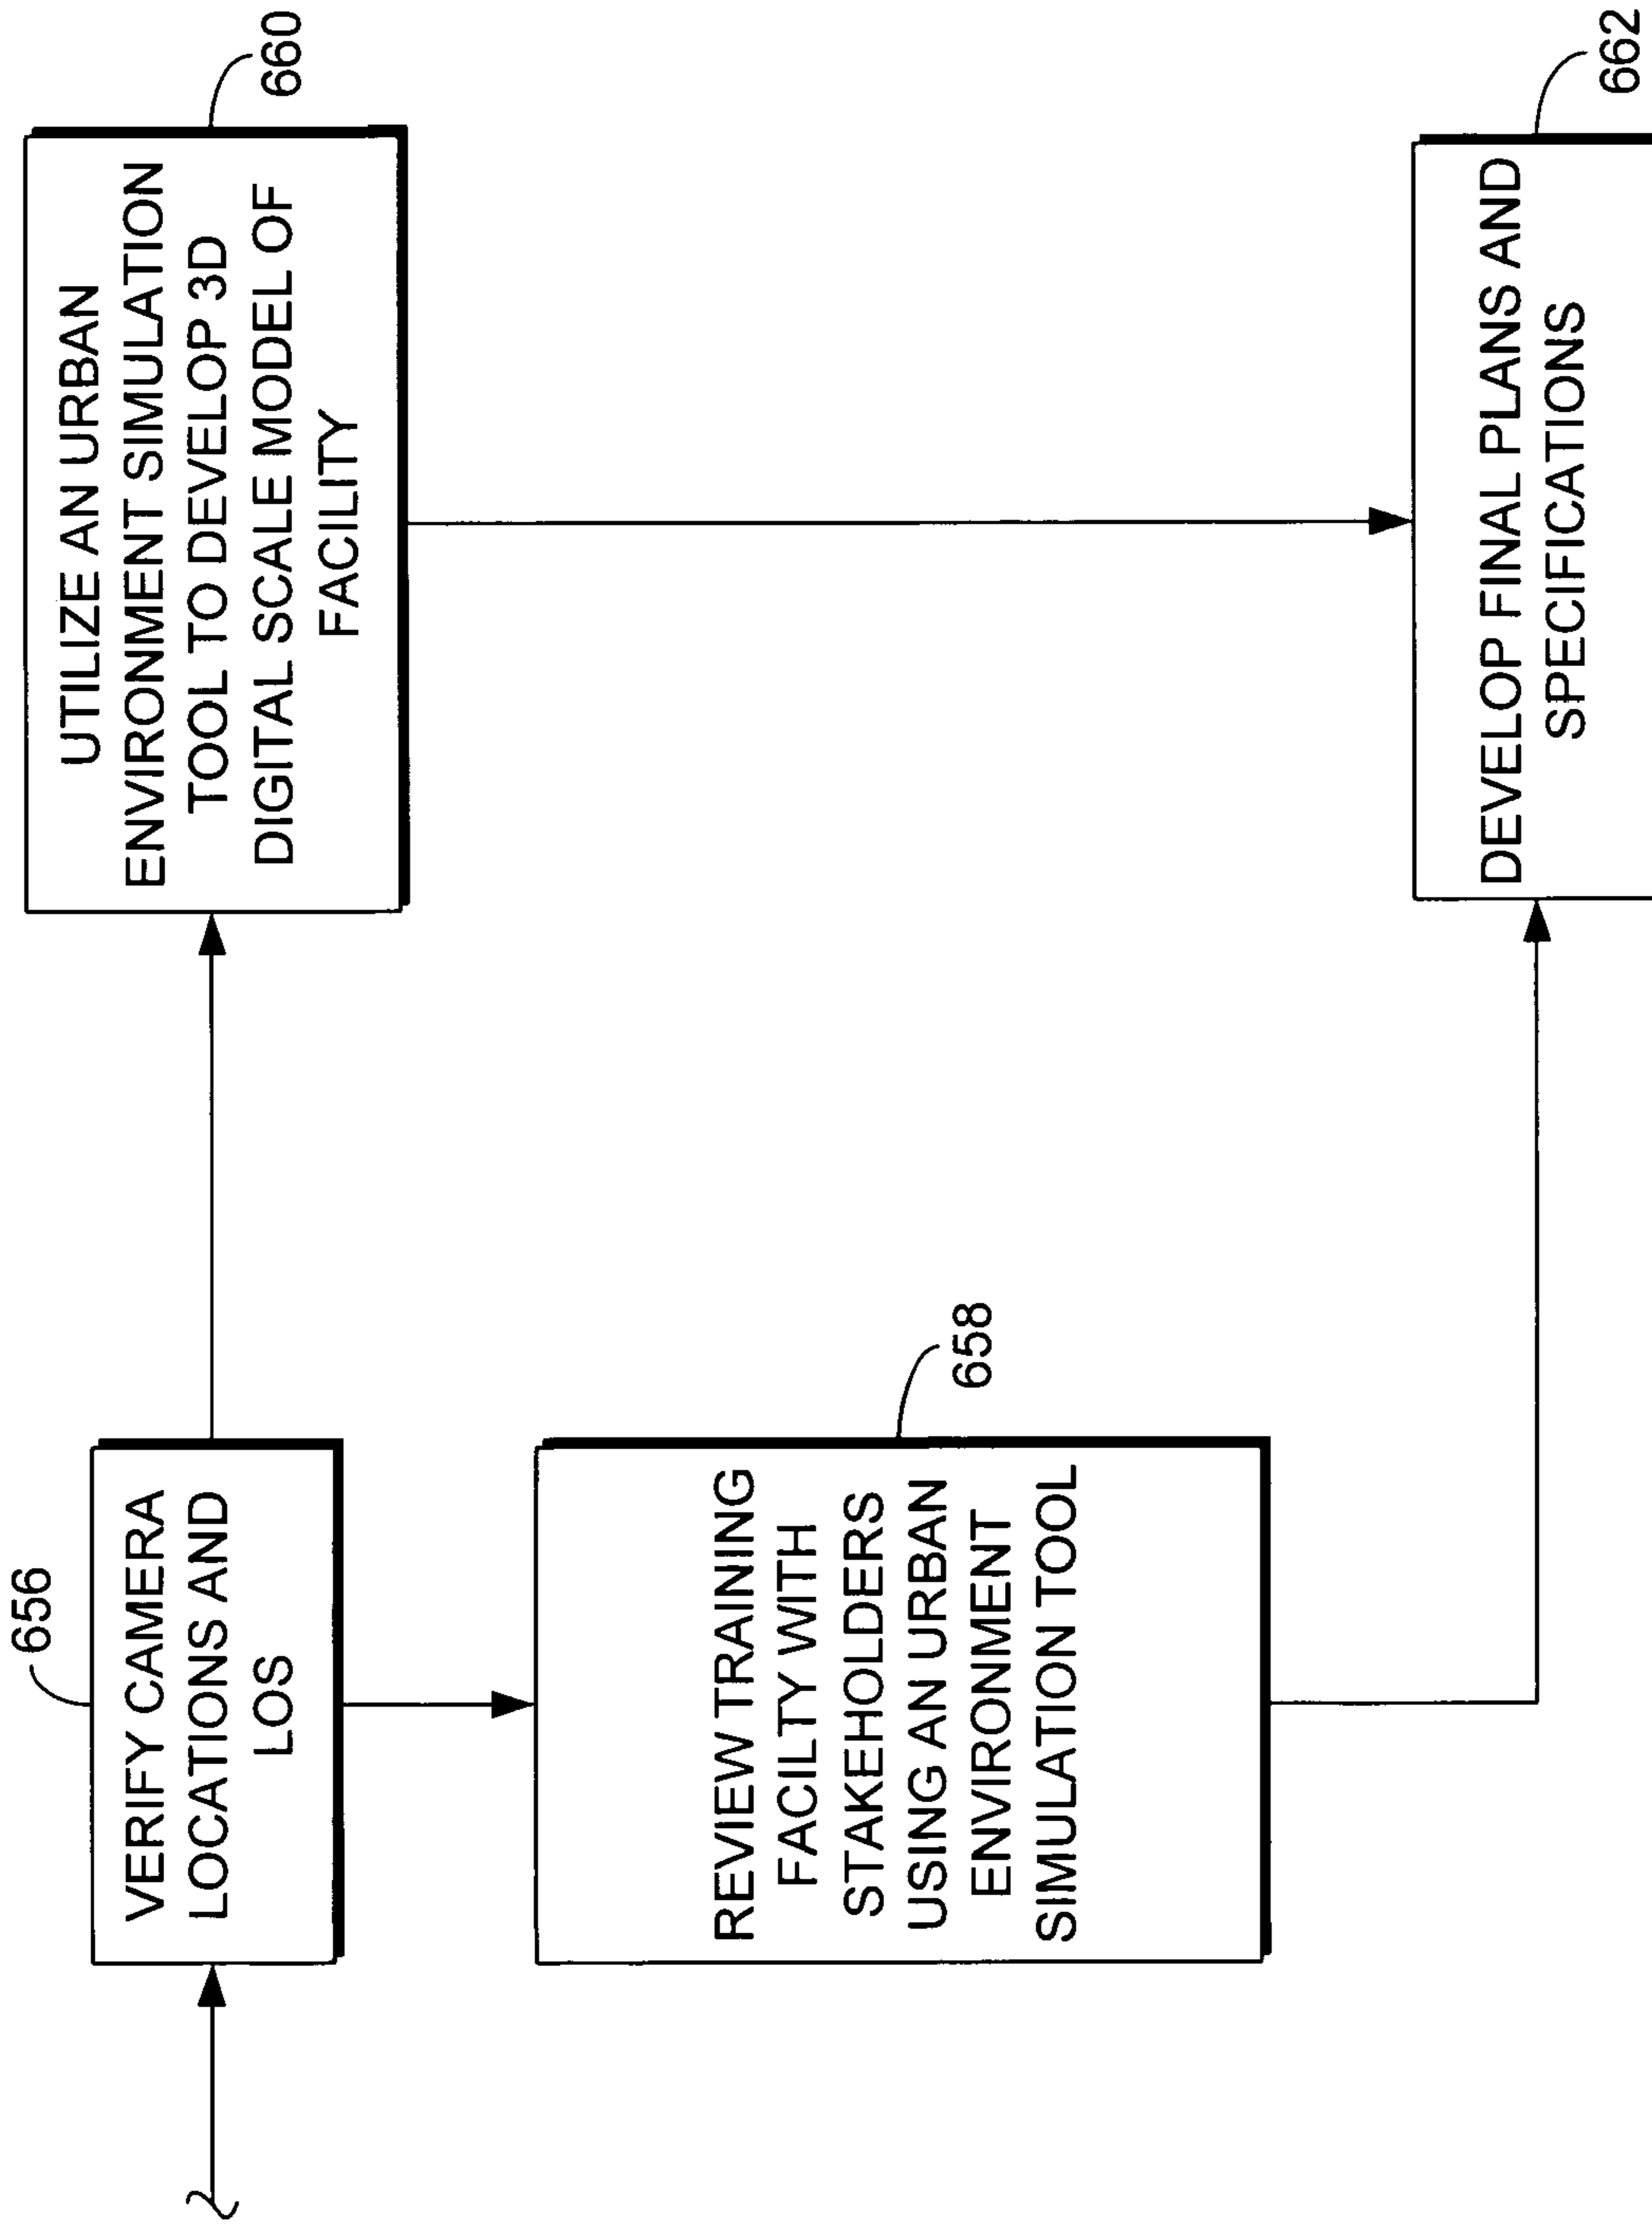 656
VERIFY CAMERA
LOCATIONS AND
LOS
UTILIZE AN URBAN
ENVIRONMENT SIMULATION
TOOL TO DEVELOP 3D
DIGITAL SCALE MODEL OF
FACILITY
660
REVIEW TRAINING
FACILTY WITH
STAKEHOLDERS
USING AN URBAN
ENVIRONMENT
SIMULATION TOOL
658
DEVELOP FINAL PLANS AND
SPECIFICATIONS
662